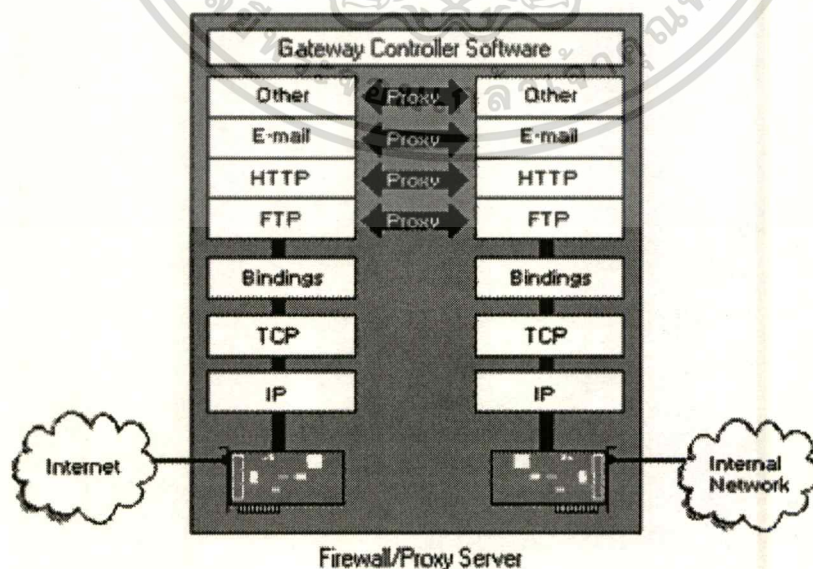 Gateway Controller Software
Other Proxy Other
E-mail Proxy E-mail
HTTP Proxy HTTP
FTP Proxy FTP
Bindings Bindings
TCP TCP
IP IP
Internet
Internal
Network
Firewall/Proxy Server